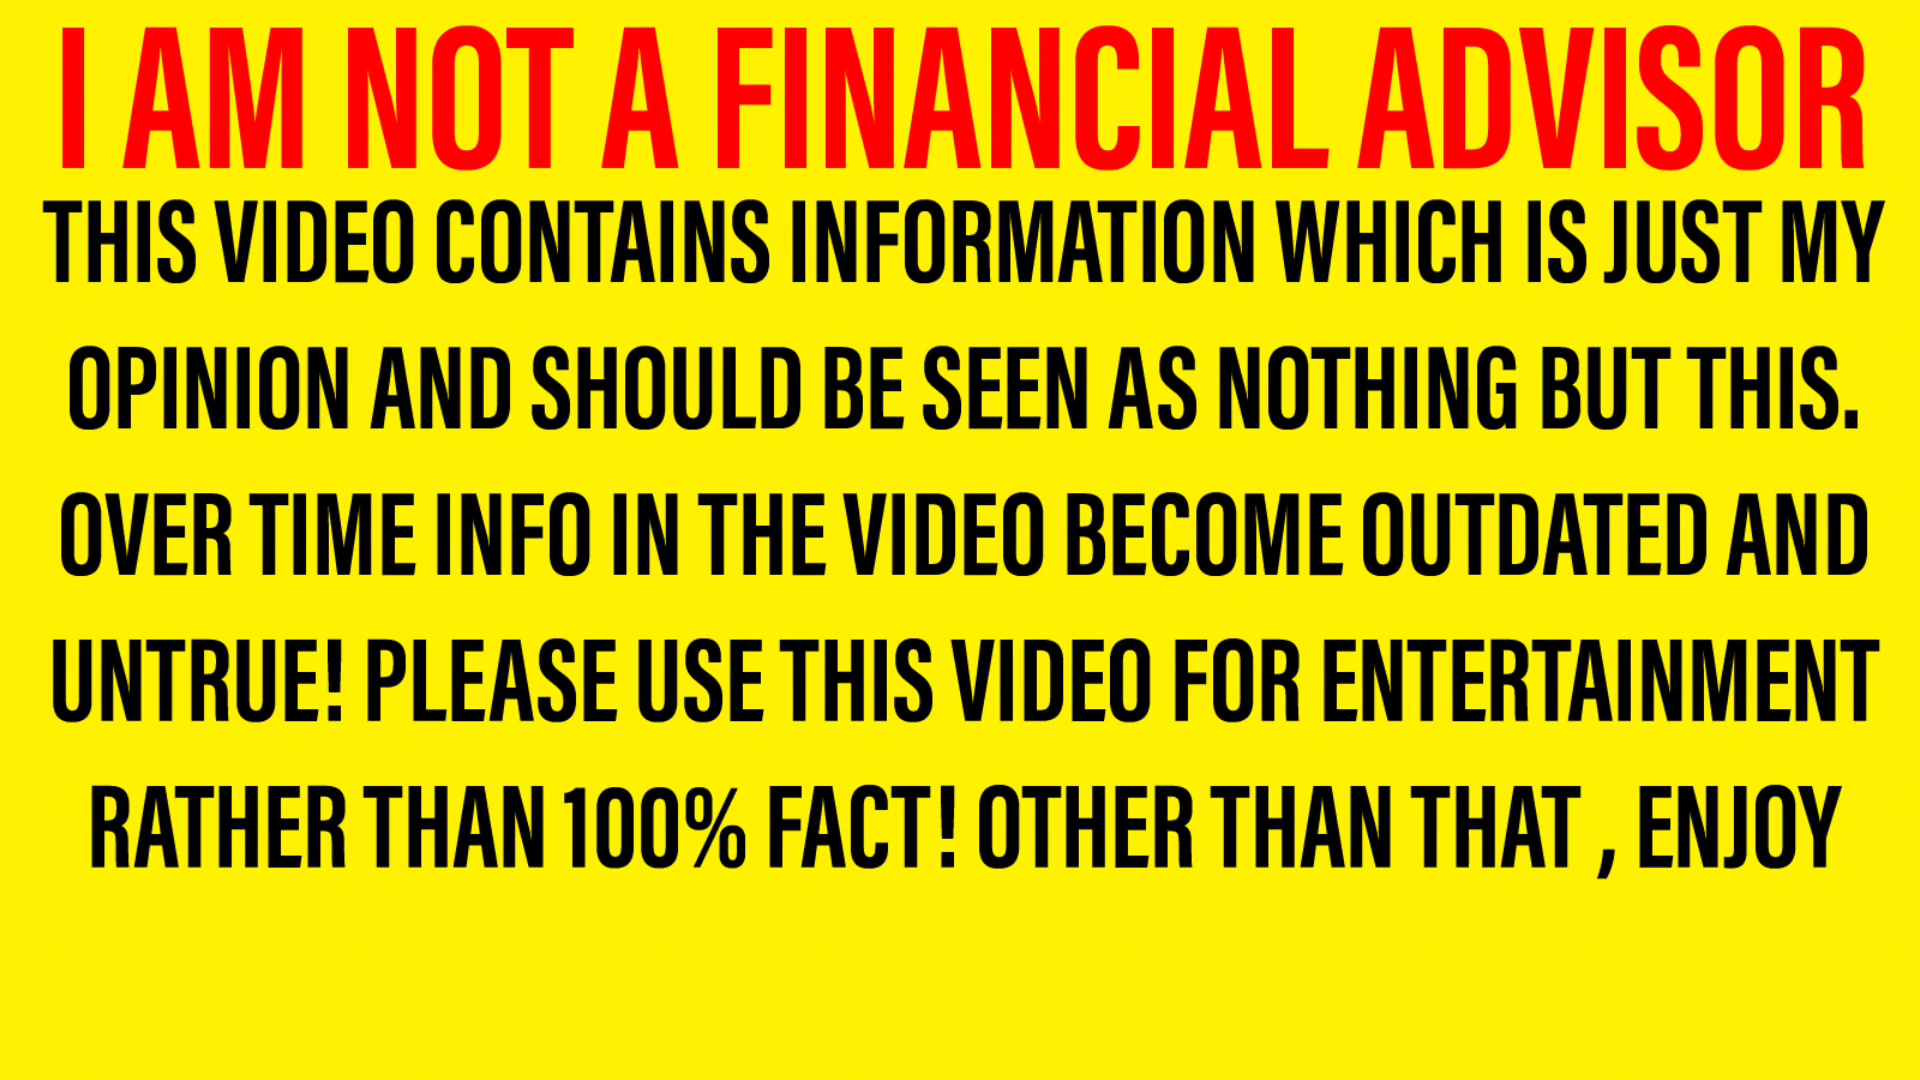 I AM NOT A FINANCIAL ADVISOR
THIS VIDEO CONTAINS INFORMATION WHICH IS JUST MY
OPINION AND SHOULD BE SEEN AS NOTHING BUT THIS.
OVER TIME INFO IN THE VIDEO BECOME OUTDATED AND
UNTRUE! PLEASE USE THIS VIDEO FOR ENTERTAINMENT
RATHER THAN 100% FACT! OTHER THAN THAT , ENJOY